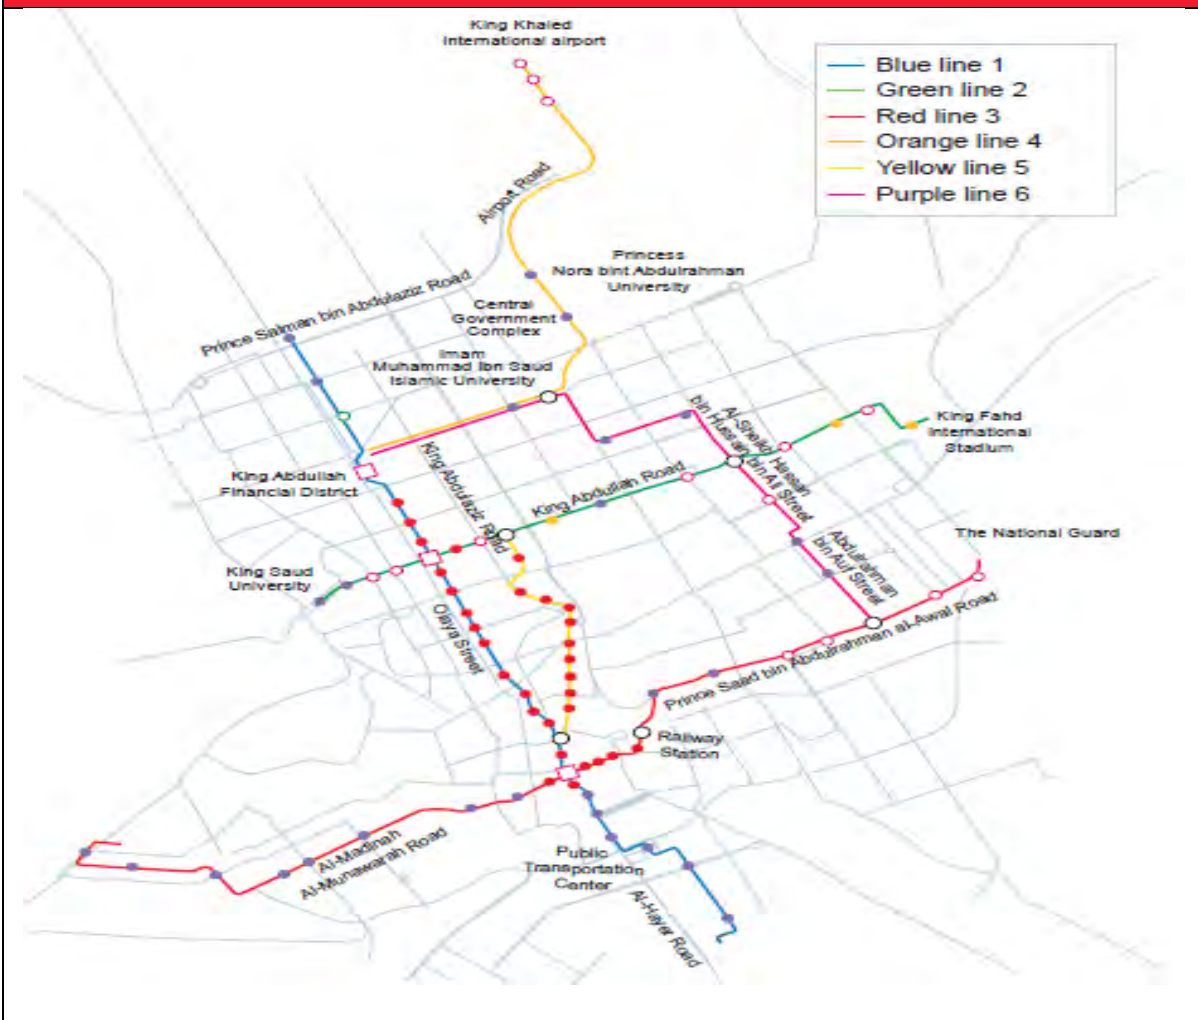 King Khaled
International airport
Blue line 1
Green line 2
Red line 3
Orange line 4
Yellow line 5
Purple line 6
Airport Road
Princess
Nora bint Abdulrahman
University
Prince Salman bin Abdulaziz Road
Central
Government
Complex
Imam
Muhammad Ibn Saud
Islamic University
Al-Sheikh Hassan
bin Hussain bin Ali Street
King Fahd
International
Stadium
King Abdullah
Financial District
King Abdulaziz Road
King Abdullah Road
The National Guard
Abdulrahman
bin Auf Street
King Saud
University
Olaya Street
Prince Saad bin Abdulrahman al-Awal Road
Railway
Station
Al-Madinah
Al-Munawarah Road
Public
Transportation
Center
Al-Hayer Road